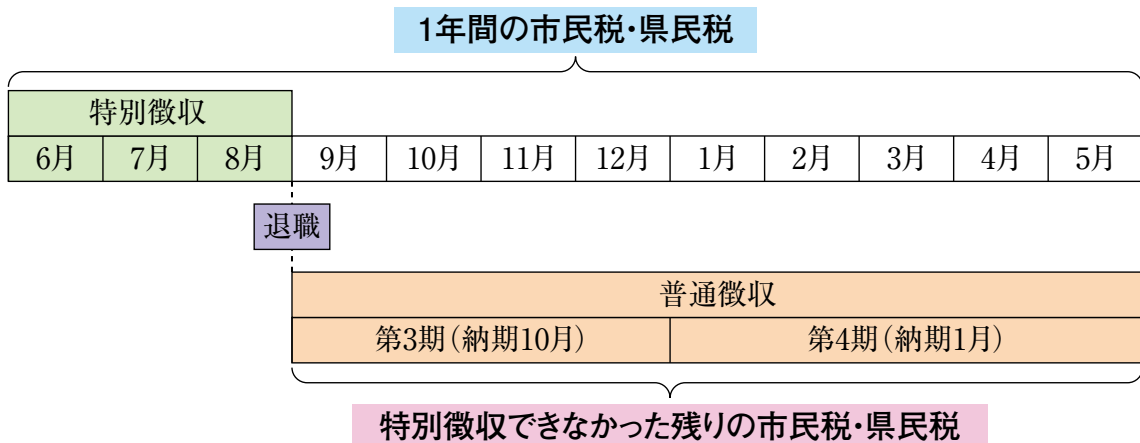 1年間の市民税・県民税
特別徴収
6月 7月 8月 9月 10月 11月 12月 1月 2月 3月 4月 5月
退職
普通徴収
第3期（納期10月） 第4期（納期1月）
特別徴収できなかった残りの市民税・県民税